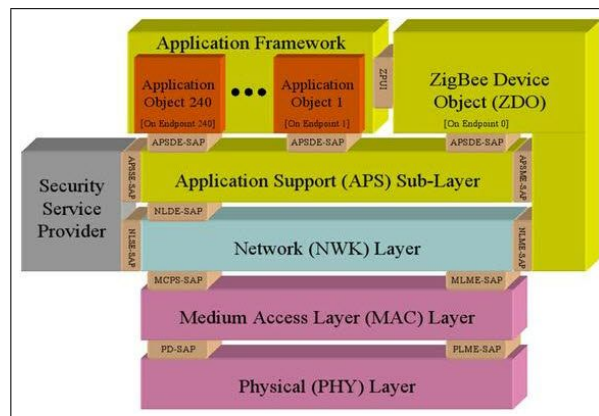 Application Framework
Application
Object 240
[On Endpoint 240]
Application
Object 1
[On Endpoint 1]
ZPUI
ZigBee Device
Object (ZDO)
[On Endpoint 0]
APSDE-SAP
APSDE-SAP
APSDE-SAP
Security
Service
Provider
APSSE-SAP
Application Support (APS) Sub-Layer
APSME-SAP
NLDE-SAP
NLSE-SAP
Network (NWK) Layer
NLME-SAP
MCPS-SAP
MLME-SAP
Medium Access Layer (MAC) Layer
PD-SAP
PLME-SAP
Physical (PHY) Layer